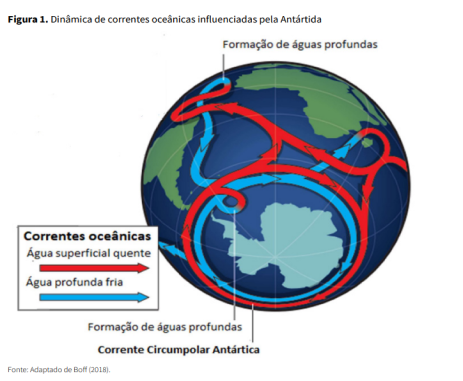 Figura 1. Dinâmica de correntes oceânicas influenciadas pela Antártida
Formação de águas profundas
Correntes oceânicas
Água superficial quente
Água profunda fria
Formação de águas profundas
Corrente Circumpolar Antártica
Fonte: Adaptado de Boff (2018).